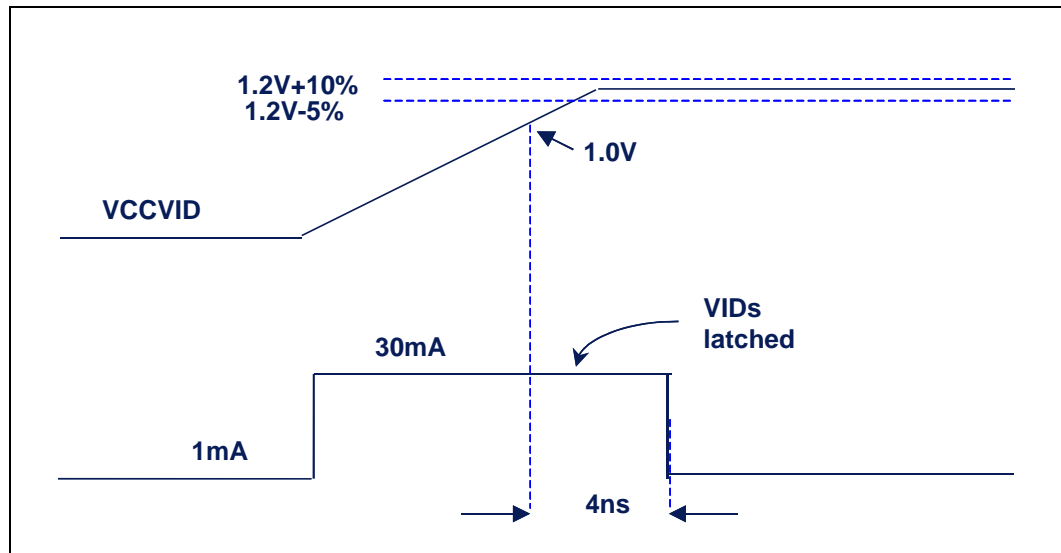 1.2V+10%
1.2V-5%
1.0V
VCCVID
VIDs
latched
30mA
1mA
4ns